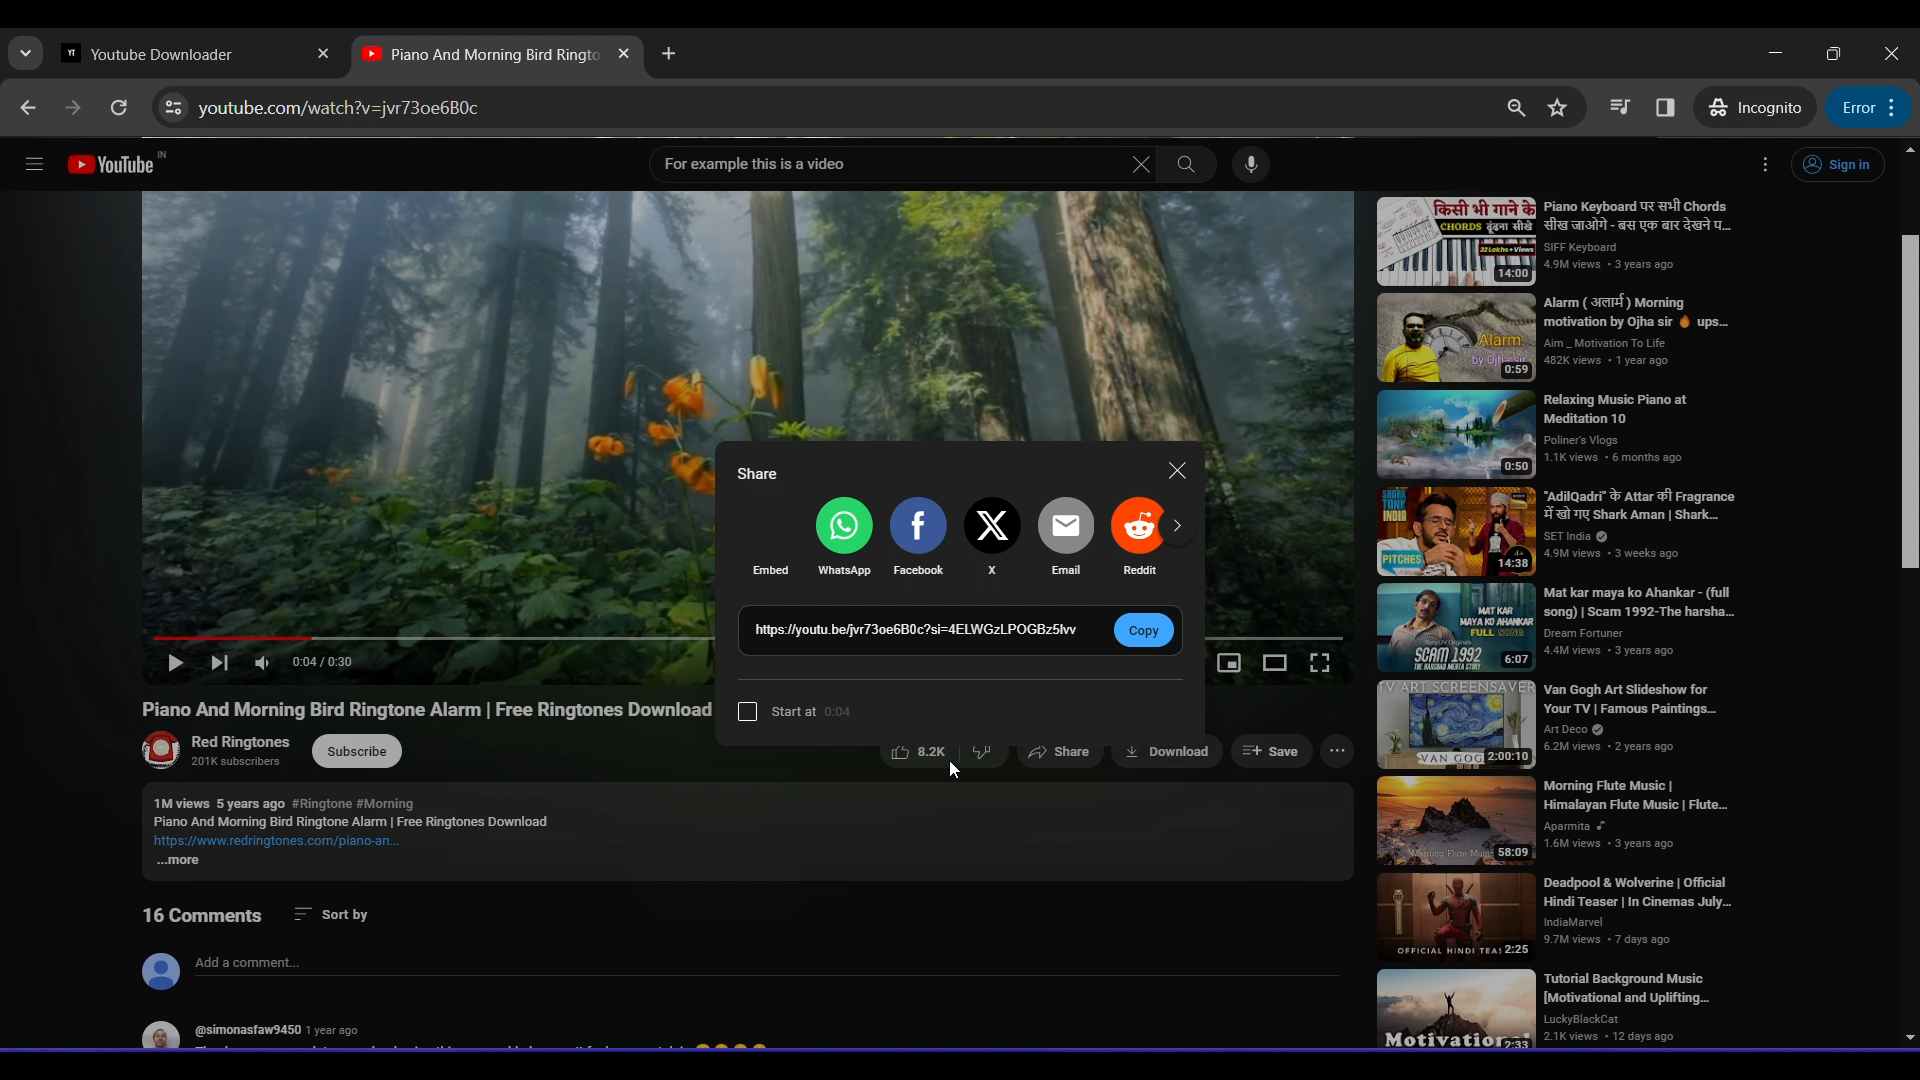 Youtube Downloader
Piano And Morning Bird Ringto
youtube.com/watch?v=jvr73oe6B0c
Incognito
Error
YouTube IN
For example this is a video
Sign in
Share
Embed
WhatsApp
Facebook
X
Email
Reddit
https://youtu.be/jvr73oe6B0c?si=4ELWGzLPOGBz5lvv
Copy
Start at 0:04
0:04 / 0:30
Piano And Morning Bird Ringtone Alarm | Free Ringtones Download
Red Ringtones
201K subscribers
Subscribe
8.2K
Share
Download
Save
1M views 5 years ago #Ringtone #Morning
Piano And Morning Bird Ringtone Alarm | Free Ringtones Download
https://www.redringtones.com/piano-an...
...more
16 Comments
Sort by
Add a comment...
@simonasfaw9450 1 year ago
किसी भी गाने के
CHORDS ढूंढना सीखे
32 Lakhs+ Views
14:00
Piano Keyboard पर सभी Chords
सीख जाओगे - बस एक बार देखने प...
SIFF Keyboard
4.9M views • 3 years ago
Alarm
by Ojha sir
0:59
Alarm ( अलार्म ) Morning
motivation by Ojha sir 🔥 ups...
Aim _ Motivation To Life
482K views • 1 year ago
0:50
Relaxing Music Piano at
Meditation 10
Poliner's Vlogs
1.1K views • 6 months ago
SHARK
TANK
INDIA
PITCHES
14:38
"AdilQadri" के Attar की Fragrance
में खो गए Shark Aman | Shark...
SET India
4.9M views • 3 weeks ago
MAT KAR
MAYA KO AHANKAR
FULL SONG
SCAM 1992
6:07
Mat kar maya ko Ahankar - (full
song) | Scam 1992-The harsha...
Dream Fortuner
4.4M views • 3 years ago
TV ART SCREENSAVER
VAN GOG
2:00:10
Van Gogh Art Slideshow for
Your TV | Famous Paintings...
Art Deco
6.2M views • 2 years ago
Morning Flute Music
58:09
Morning Flute Music |
Himalayan Flute Music | Flute...
Aparmita
1.6M views • 3 years ago
OFFICIAL HINDI TEAS
2:25
Deadpool & Wolverine | Official
Hindi Teaser | In Cinemas July...
IndiaMarvel
9.7M views • 7 days ago
Motivation
2:33
Tutorial Background Music
[Motivational and Uplifting...
LuckyBlackCat
2.1K views • 12 days ago